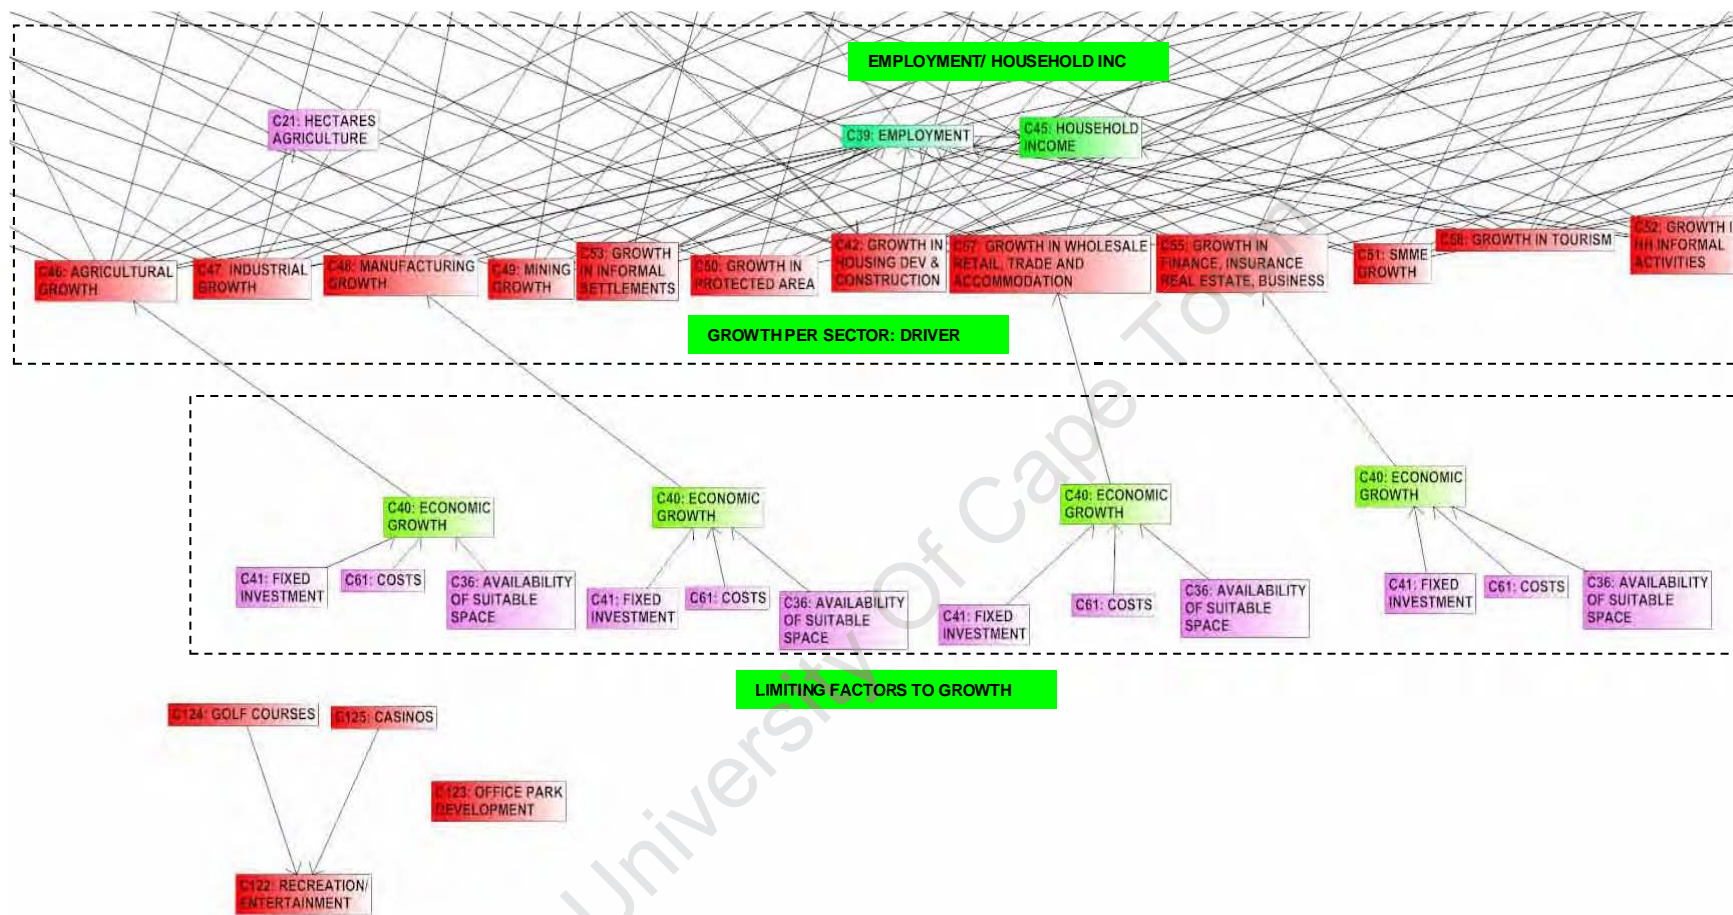 EMPLOYMENT/ HOUSEHOLD INC
C21: HECTARES
AGRICULTURE
C39: EMPLOYMENT
C45: HOUSEHOLD
INCOME
C46: AGRICULTURAL
GROWTH
C47: INDUSTRIAL
GROWTH
C48: MANUFACTURING
GROWTH
C49: MINING
GROWTH
C53: GROWTH
IN INFORMAL
SETTLEMENTS
C50: GROWTH IN
PROTECTED AREA
C42: GROWTH IN
HOUSING DEV &
CONSTRUCTION
C57: GROWTH IN WHOLESALE
RETAIL, TRADE AND
ACCOMMODATION
C55: GROWTH IN
FINANCE, INSURANCE
REAL ESTATE, BUSINESS
C51: SMME
GROWTH
C58: GROWTH IN TOURISM
C52: GROWTH I
HH INFORMAL
ACTIVITIES
GROWTH PER SECTOR: DRIVER
C40: ECONOMIC
GROWTH
C41: FIXED
INVESTMENT
C61: COSTS
C36: AVAILABILITY
OF SUITABLE
SPACE
C40: ECONOMIC
GROWTH
C41: FIXED
INVESTMENT
C61: COSTS
C36: AVAILABILITY
OF SUITABLE
SPACE
C40: ECONOMIC
GROWTH
C41: FIXED
INVESTMENT
C61: COSTS
C36: AVAILABILITY
OF SUITABLE
SPACE
C40: ECONOMIC
GROWTH
C41: FIXED
INVESTMENT
C61: COSTS
C36: AVAILABILITY
OF SUITABLE
SPACE
LIMITING FACTORS TO GROWTH
C124: GOLF COURSES
C125: CASINOS
C123: OFFICE PARK
DEVELOPMENT
C122: RECREATION/
ENTERTAINMENT
University Of Cape Town